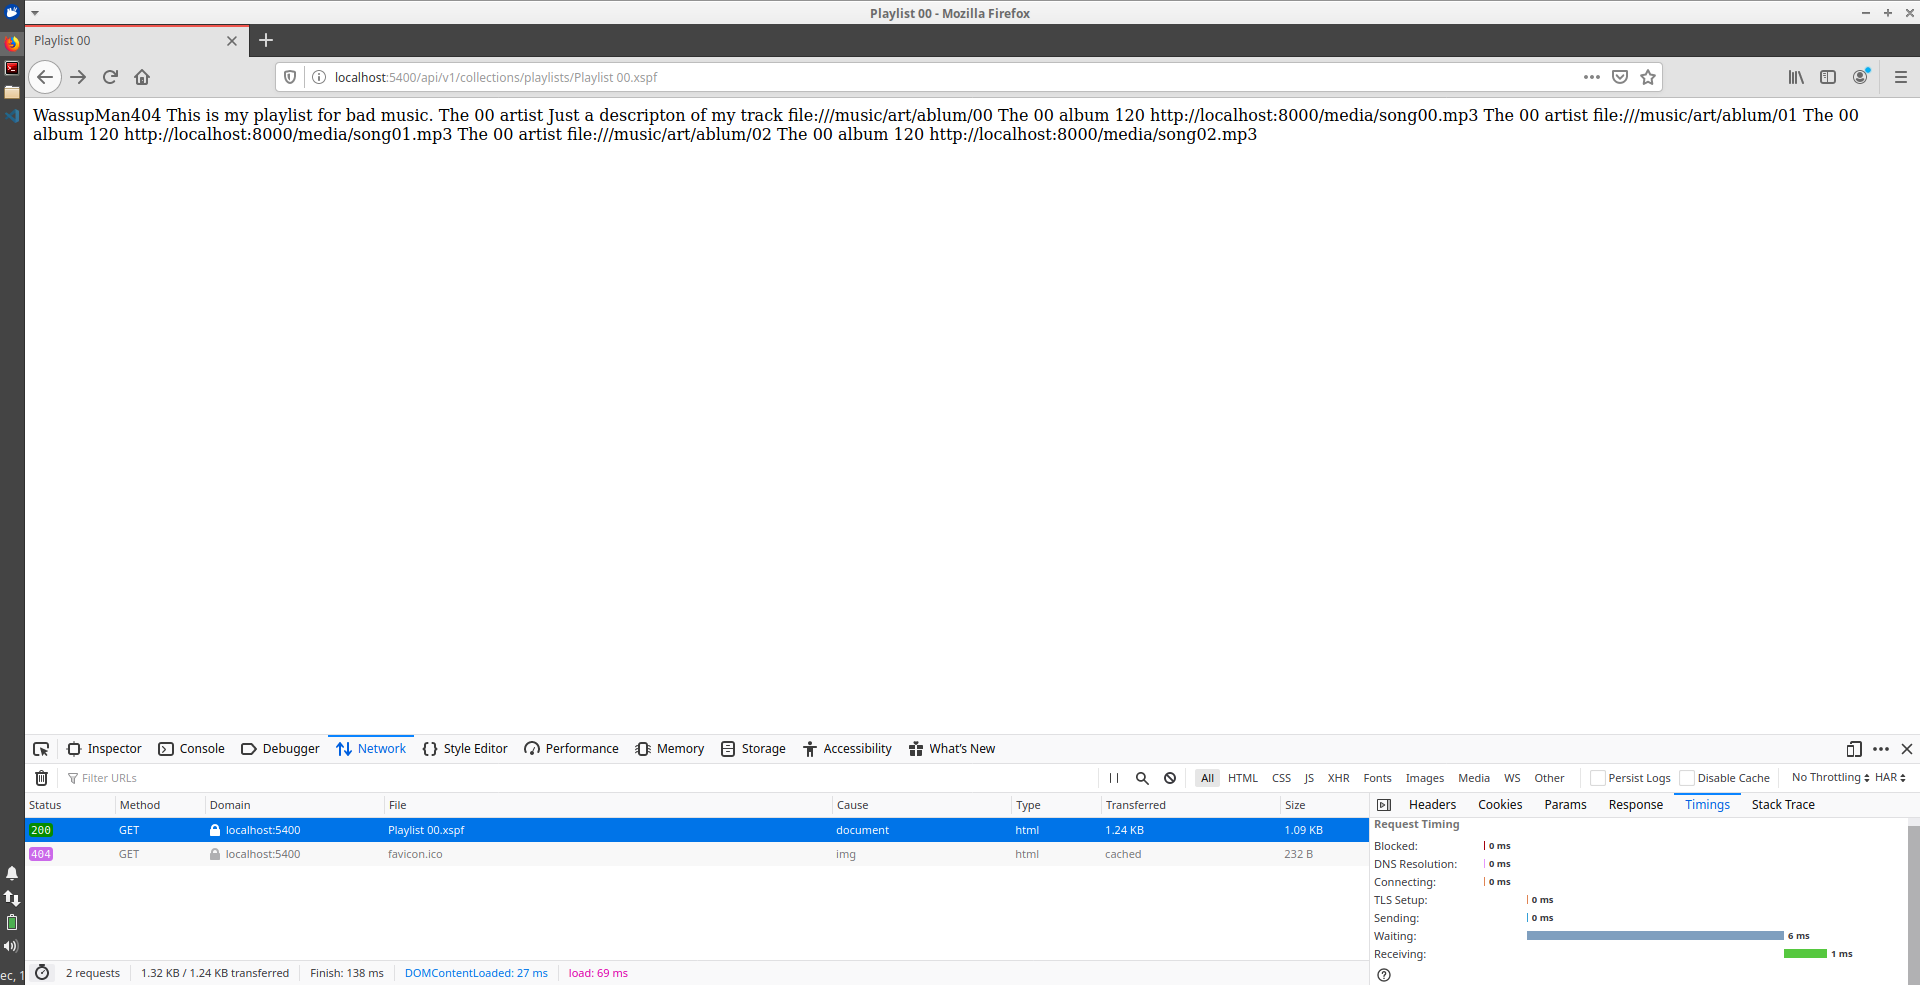 Playlist 00 - Mozilla Firefox
Playlist 00
localhost:5400/api/v1/collections/playlists/Playlist 00.xspf
WassupMan404 This is my playlist for bad music. The 00 artist Just a descripton of my track file:///music/art/ablum/00 The 00 album 120 http://localhost:8000/media/song00.mp3 The 00 artist file:///music/art/ablum/01 The 00
album 120 http://localhost:8000/media/song01.mp3 The 00 artist file:///music/art/ablum/02 The 00 album 120 http://localhost:8000/media/song02.mp3
Inspector Console Debugger Network Style Editor Performance Memory Storage Accessibility What's New
Filter URLs All HTML CSS JS XHR Fonts Images Media WS Other Persist Logs Disable Cache No Throttling HAR
Status Method Domain File Cause Type Transferred Size Headers Cookies Params Response Timings Stack Trace
200 GET localhost:5400 Playlist 00.xspf document html 1.24 KB 1.09 KB
404 GET localhost:5400 favicon.ico img html cached 232 B
Request Timing
Blocked: 0 ms
DNS Resolution: 0 ms
Connecting: 0 ms
TLS Setup: 0 ms
Sending: 0 ms
Waiting: 6 ms
Receiving: 1 ms
ec, 1
2 requests 1.32 KB / 1.24 KB transferred Finish: 138 ms DOMContentLoaded: 27 ms load: 69 ms